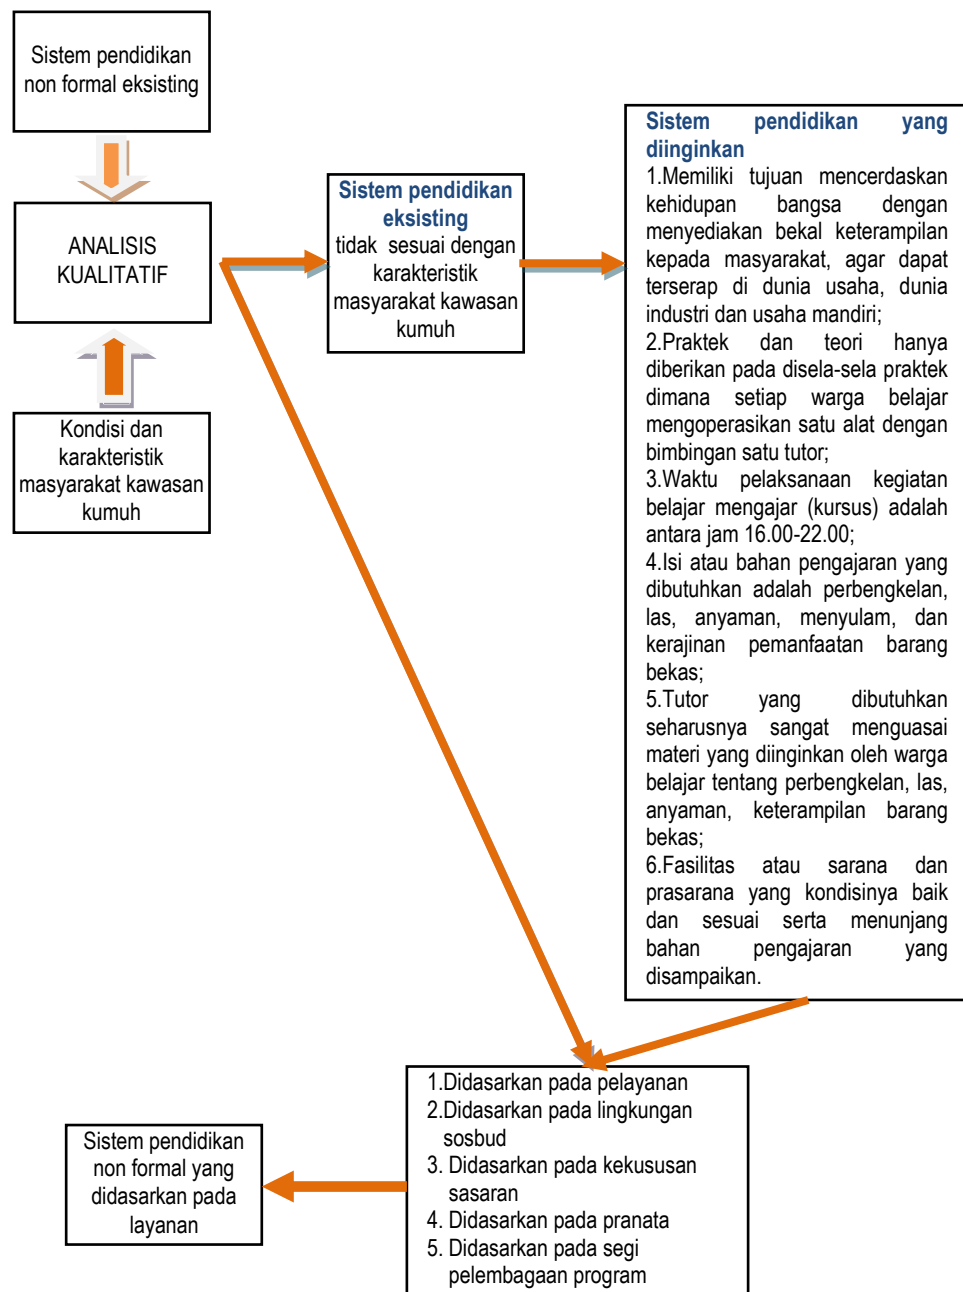 Sistem pendidikan
non formal eksisting
ANALISIS
KUALITATIF
Kondisi dan
karakteristik
masyarakat kawasan
kumuh
Sistem pendidikan
eksisting
tidak sesuai dengan
karakteristik
masyarakat kawasan
kumuh
Sistem pendidikan yang
diinginkan
1.Memiliki tujuan mencerdaskan
kehidupan bangsa dengan
menyediakan bekal keterampilan
kepada masyarakat, agar dapat
terserap di dunia usaha, dunia
industri dan usaha mandiri;
2.Praktek dan teori hanya
diberikan pada disela-sela praktek
dimana setiap warga belajar
mengoperasikan satu alat dengan
bimbingan satu tutor;
3.Waktu pelaksanaan kegiatan
belajar mengajar (kursus) adalah
antara jam 16.00-22.00;
4.Isi atau bahan pengajaran yang
dibutuhkan adalah perbengkelan,
las, anyaman, menyulam, dan
kerajinan pemanfaatan barang
bekas;
5.Tutor yang dibutuhkan
seharusnya sangat menguasai
materi yang diinginkan oleh warga
belajar tentang perbengkelan, las,
anyaman, keterampilan barang
bekas;
6.Fasilitas atau sarana dan
prasarana yang kondisinya baik
dan sesuai serta menunjang
bahan pengajaran yang
disampaikan.
1.Didasarkan pada pelayanan
2.Didasarkan pada lingkungan
sosbud
3. Didasarkan pada kekususan
sasaran
4. Didasarkan pada pranata
5. Didasarkan pada segi
pelembagaan program
Sistem pendidikan
non formal yang
didasarkan pada
layanan